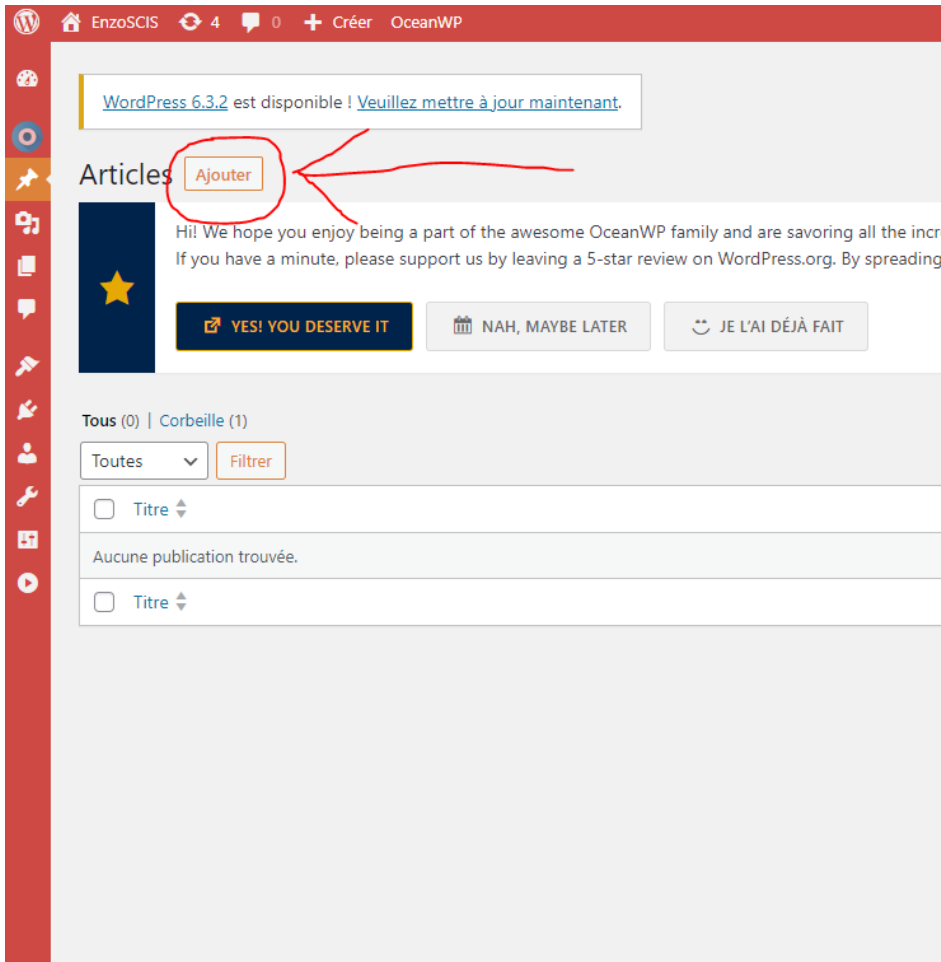 EnzoSCIS 4 0 Créer OceanWP
WordPress 6.3.2 est disponible ! Veuillez mettre à jour maintenant.
Articles Ajouter
Hi! We hope you enjoy being a part of the awesome OceanWP family and are savoring all the incr
If you have a minute, please support us by leaving a 5-star review on WordPress.org. By spreading
YES! YOU DESERVE IT NAH, MAYBE LATER JE L'AI DÉJÀ FAIT
Tous (0) | Corbeille (1)
Toutes Filtrer
Titre
Aucune publication trouvée.
Titre